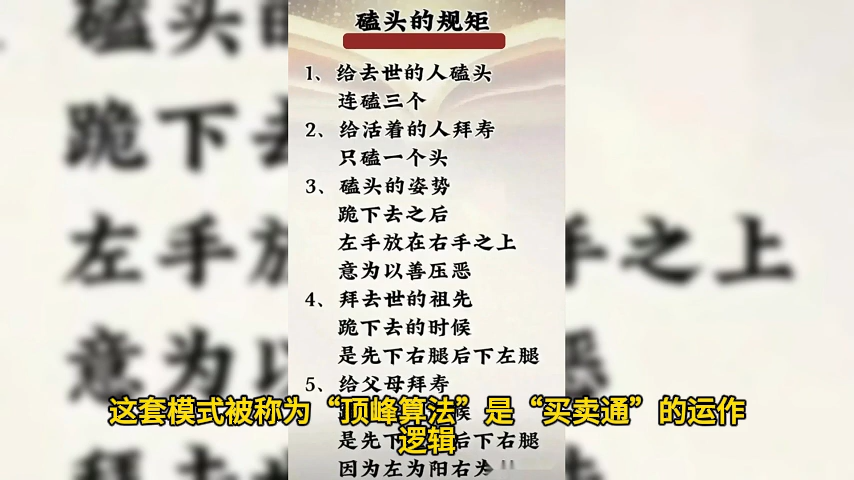 磕头的规矩
1、给去世的人磕头
连磕三个
2、给活着的人拜寿
只磕一个头
3、磕头的姿势
跪下去之后
左手放在右手之上
意为以善压恶
4、拜去世的祖先
跪下去的时候
是先下右腿后下左腿
5、给父母拜寿
这套模式被称为“顶峰算法”是“买卖通”的运作
逻辑
是先下 后下右腿
因为左为阳右为